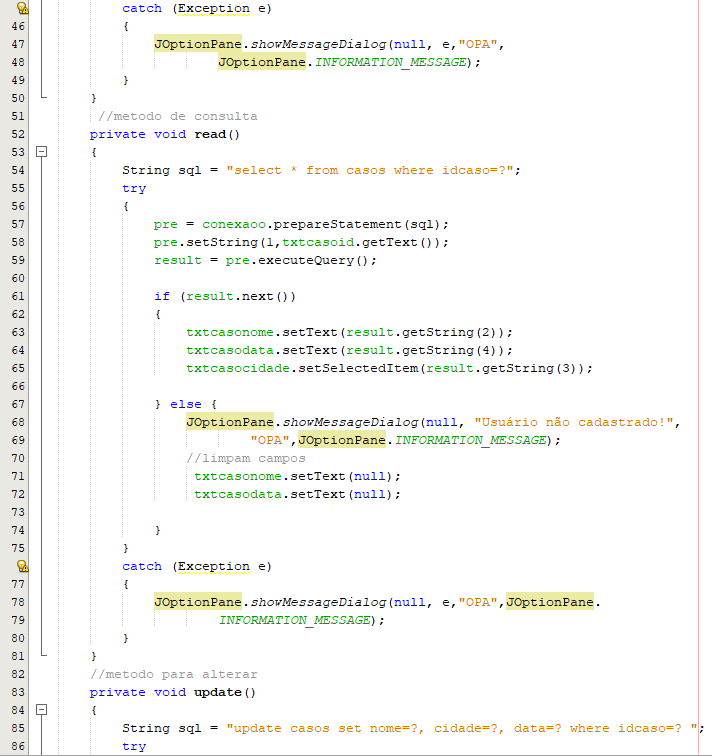 catch (Exception e)
46 {
47 JOptionPane.showMessageDialog(null, e,"OPA",
48 JOptionPane.INFORMATION_MESSAGE);
49 }
50 }
51 //metodo de consulta
52 private void read()
53 {
54 String sql = "select * from casos where idcaso=?";
55 try
56 {
57 pre = conexaoo.prepareStatement(sql);
58 pre.setString(1,txtcasoid.getText());
59 result = pre.executeQuery();
60
61 if (result.next())
62 {
63 txtcasonome.setText(result.getString(2));
64 txtcasodata.setText(result.getString(4));
65 txtcasocidade.setSelectedItem(result.getString(3));
66
67 } else {
68 JOptionPane.showMessageDialog(null, "Usuário não cadastrado!",
69 "OPA",JOptionPane.INFORMATION_MESSAGE);
70 //limpam campos
71 txtcasonome.setText(null);
72 txtcasodata.setText(null);
73
74 }
75 }
catch (Exception e)
77 {
78 JOptionPane.showMessageDialog(null, e,"OPA",JOptionPane.
79 INFORMATION_MESSAGE);
80 }
81 }
82 //metodo para alterar
83 private void update()
84 {
85 String sql = "update casos set nome=?, cidade=?, data=? where idcaso=? ";
86 try